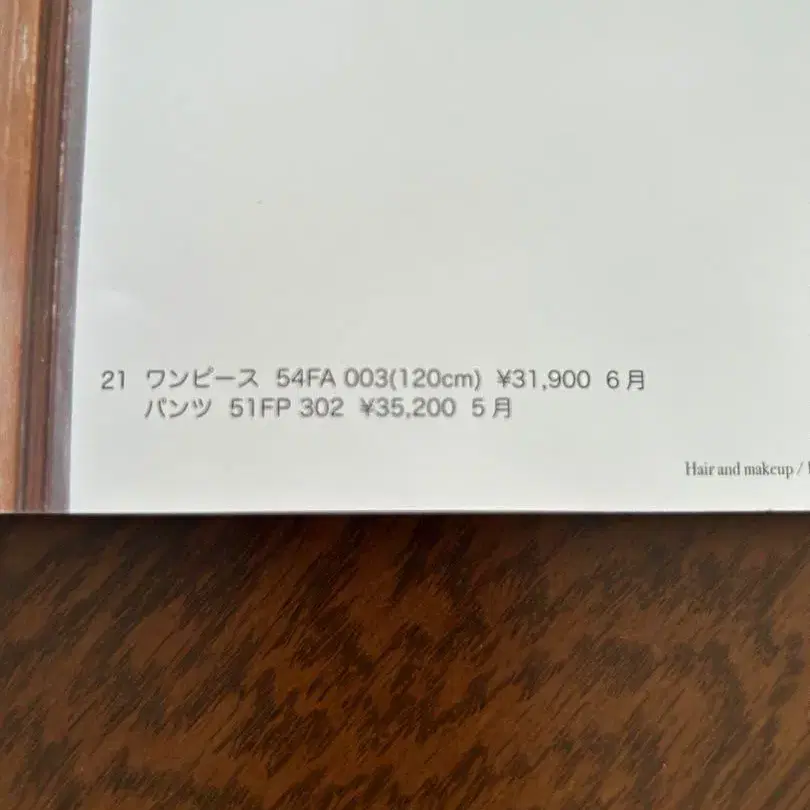 21 ワンピース 54FA 003(120cm) ¥31,900 6月
パンツ 51FP 302 ¥35,200 5月
Hair and makeup /